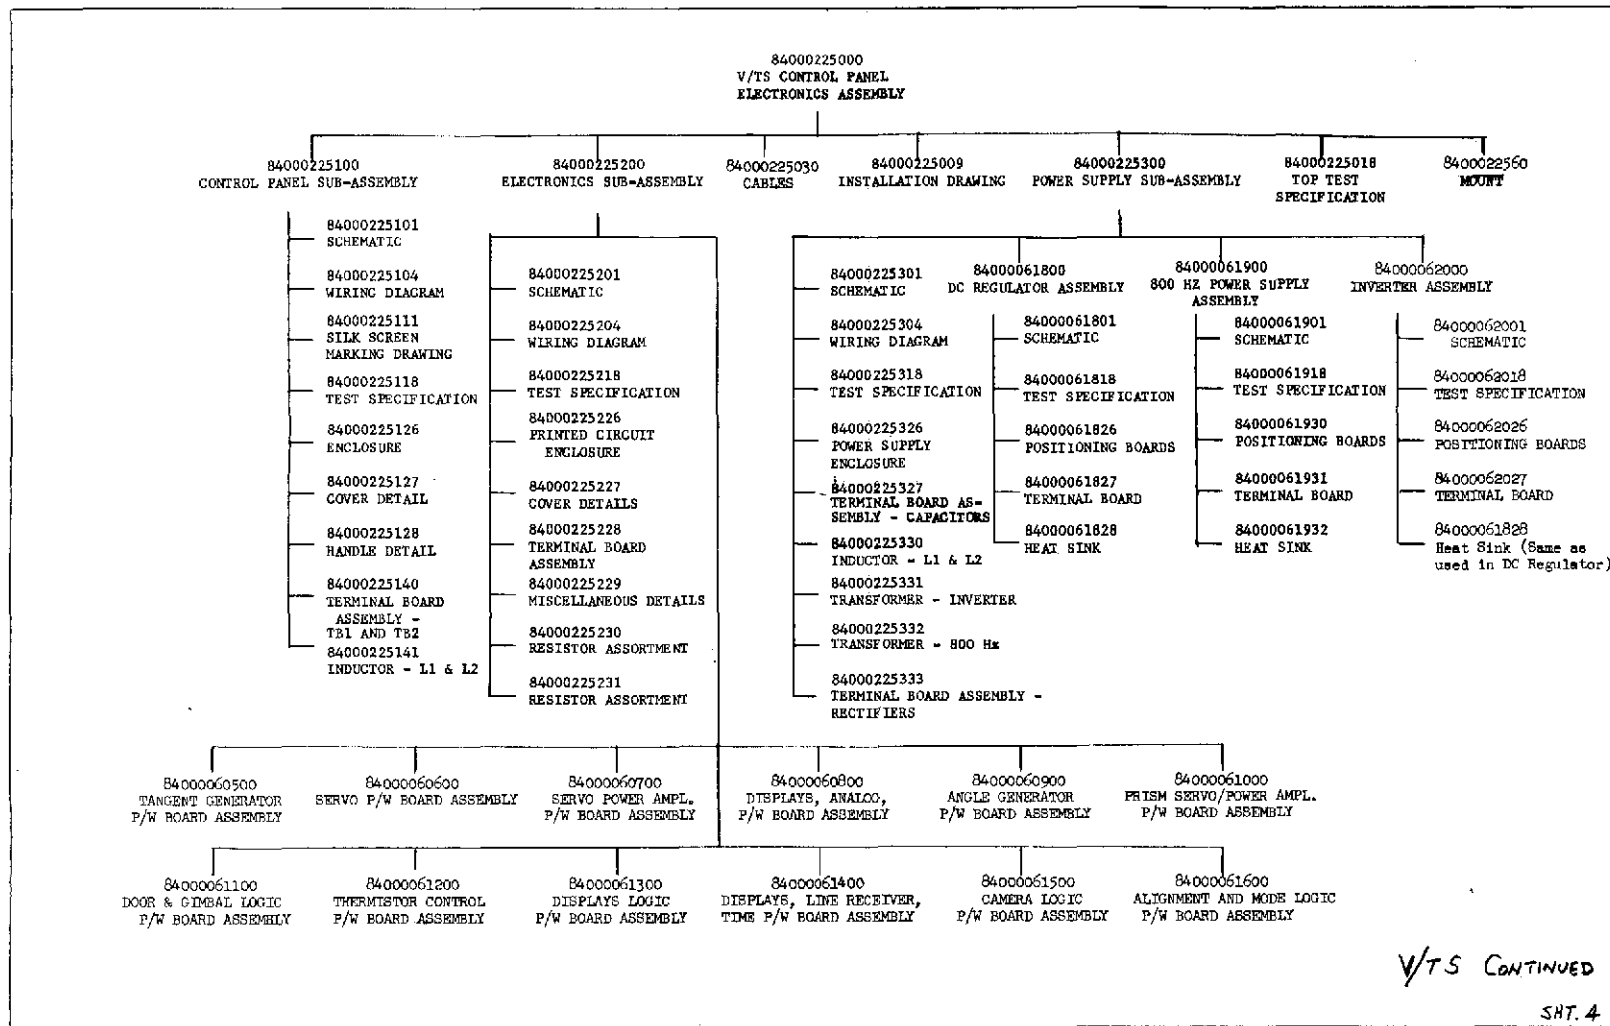 84000225000
V/TS CONTROL PANEL
ELECTRONICS ASSEMBLY
84000225100
CONTROL PANEL SUB-ASSEMBLY
84000225200
ELECTRONICS SUB-ASSEMBLY
84000225030
CABLES
84000225009
INSTALLATION DRAWING
84000225300
POWER SUPPLY SUB-ASSEMBLY
84000225018
TOP TEST
SPECIFICATION
8400022560
MOUNT
84000225101
SCHEMATIC
84000225104
WIRING DIAGRAM
84000225111
SILK SCREEN
MARKING DRAWING
84000225118
TEST SPECIFICATION
84000225126
ENCLOSURE
84000225127
COVER DETAIL
84000225128
HANDLE DETAIL
84000225140
TERMINAL BOARD
ASSEMBLY -
TB1 AND TB2
84000225141
INDUCTOR - L1 & L2
84000225201
SCHEMATIC
84000225204
WIRING DIAGRAM
84000225218
TEST SPECIFICATION
84000225226
PRINTED CIRCUIT
ENCLOSURE
84000225227
COVER DETAILS
84000225228
TERMINAL BOARD
ASSEMBLY
84000225229
MISCELLANEOUS DETAILS
84000225230
RESISTOR ASSORTMENT
84000225231
RESISTOR ASSORTMENT
84000225301
SCHEMATIC
84000225304
WIRING DIAGRAM
84000225318
TEST SPECIFICATION
84000225326
POWER SUPPLY
ENCLOSURE
84000225327
TERMINAL BOARD AS-
SEMBLY - CAPACITORS
84000225330
INDUCTOR - L1 & L2
84000225331
TRANSFORMER - INVERTER
84000225332
TRANSFORMER - 800 Hz
84000225333
TERMINAL BOARD ASSEMBLY -
RECTIFIERS
84000061800
DC REGULATOR ASSEMBLY
84000061801
SCHEMATIC
84000061818
TEST SPECIFICATION
84000061826
POSITIONING BOARDS
84000061827
TERMINAL BOARD
84000061828
HEAT SINK
84000061900
800 HZ POWER SUPPLY
ASSEMBLY
84000061901
SCHEMATIC
84000061918
TEST SPECIFICATION
84000061930
POSITIONING BOARDS
84000061931
TERMINAL BOARD
84000061932
HEAT SINK
84000062000
INVERTER ASSEMBLY
84000062001
SCHEMATIC
84000062018
TEST SPECIFICATION
84000062026
POSITIONING BOARDS
84000062027
TERMINAL BOARD
84000061828
Heat Sink (Same as
used in DC Regulator)
84000060500
TANGENT GENERATOR
P/W BOARD ASSEMBLY
84000060600
SERVO P/W BOARD ASSEMBLY
84000060700
SERVO POWER AMPL.
P/W BOARD ASSEMBLY
84000060800
DISPLAYS, ANALOG,
P/W BOARD ASSEMBLY
84000060900
ANGLE GENERATOR
P/W BOARD ASSEMBLY
84000061000
PRISM SERVO/POWER AMPL.
P/W BOARD ASSEMBLY
84000061100
DOOR & GIMBAL LOGIC
P/W BOARD ASSEMBLY
84000061200
THERMISTOR CONTROL
P/W BOARD ASSEMBLY
84000061300
DISPLAYS LOGIC
P/W BOARD ASSEMBLY
84000061400
DISPLAYS, LINE RECEIVER,
TIME P/W BOARD ASSEMBLY
84000061500
CAMERA LOGIC
P/W BOARD ASSEMBLY
84000061600
ALIGNMENT AND MODE LOGIC
P/W BOARD ASSEMBLY
V/TS CONTINUED
SHT. 4